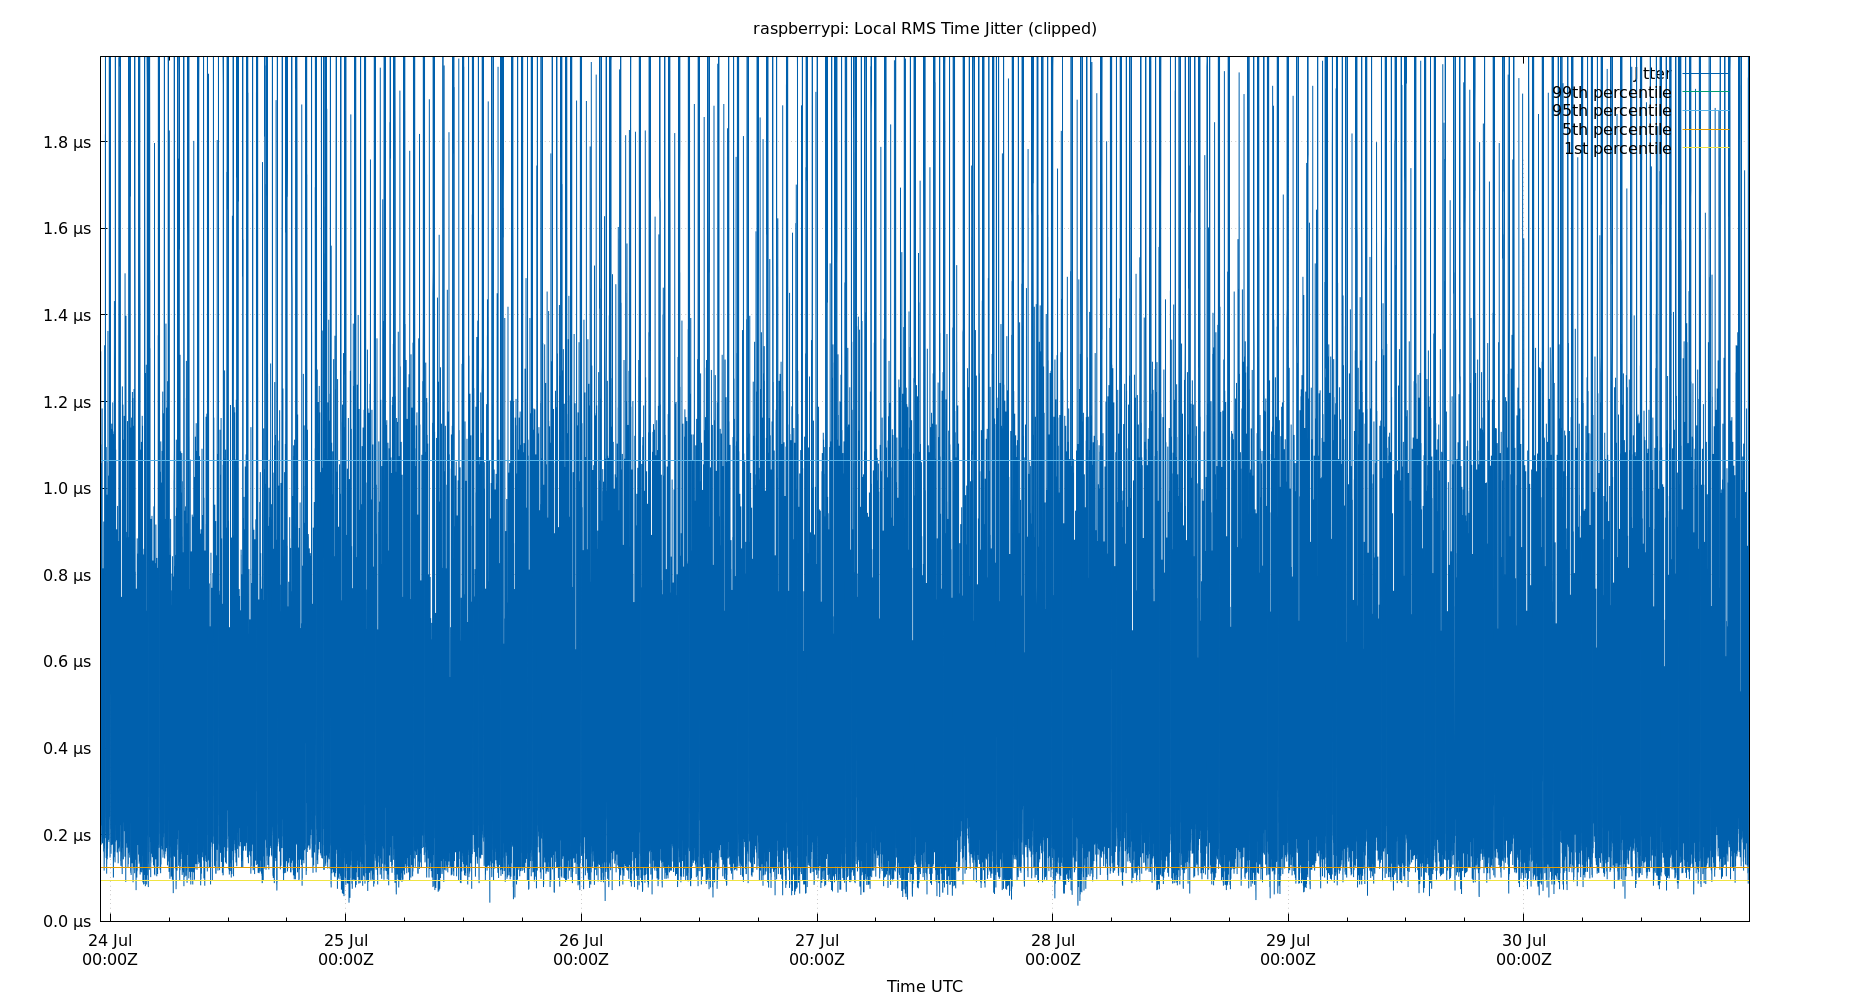 raspberrypi: Local RMS Time Jitter (clipped)
jitter
99th percentile
95th percentile
5th percentile
1st percentile
1.8 µs
1.6 µs
1.4 µs
1.2 µs
1.0 µs
0.8 µs
0.6 µs
0.4 µs
0.2 µs
0.0 µs
24 Jul 25 Jul 26 Jul 27 Jul 28 Jul 29 Jul 30 Jul
00:00Z 00:00Z 00:00Z 00:00Z 00:00Z 00:00Z 00:00Z
Time UTC